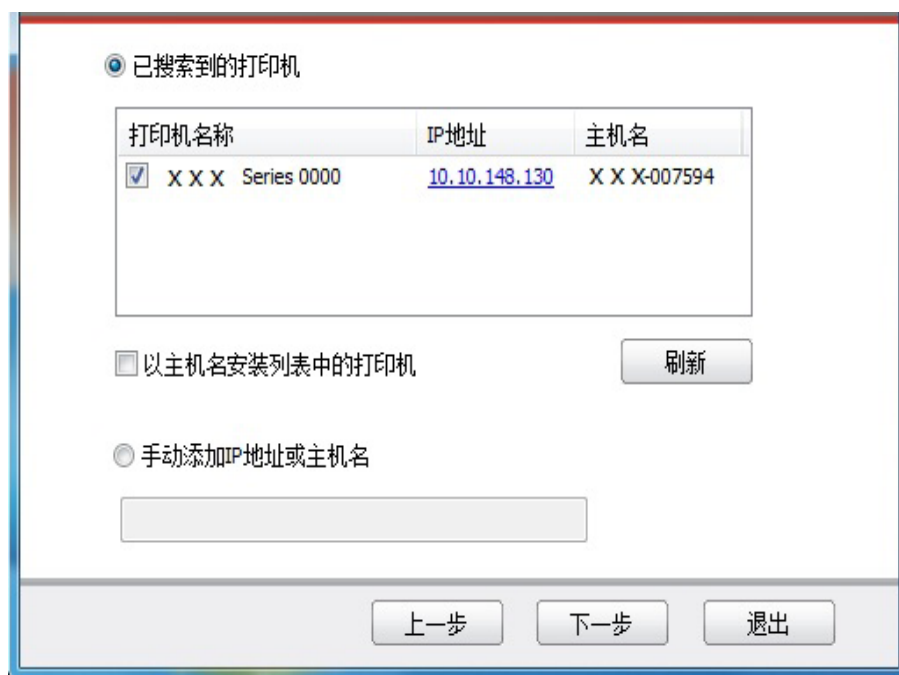 已搜索到的打印机
打印机名称 IP地址 主机名
X X X Series 0000 10.10.148.130 X X X-007594
以主机名安装列表中的打印机 刷新
手动添加IP地址或主机名
上一步 下一步 退出